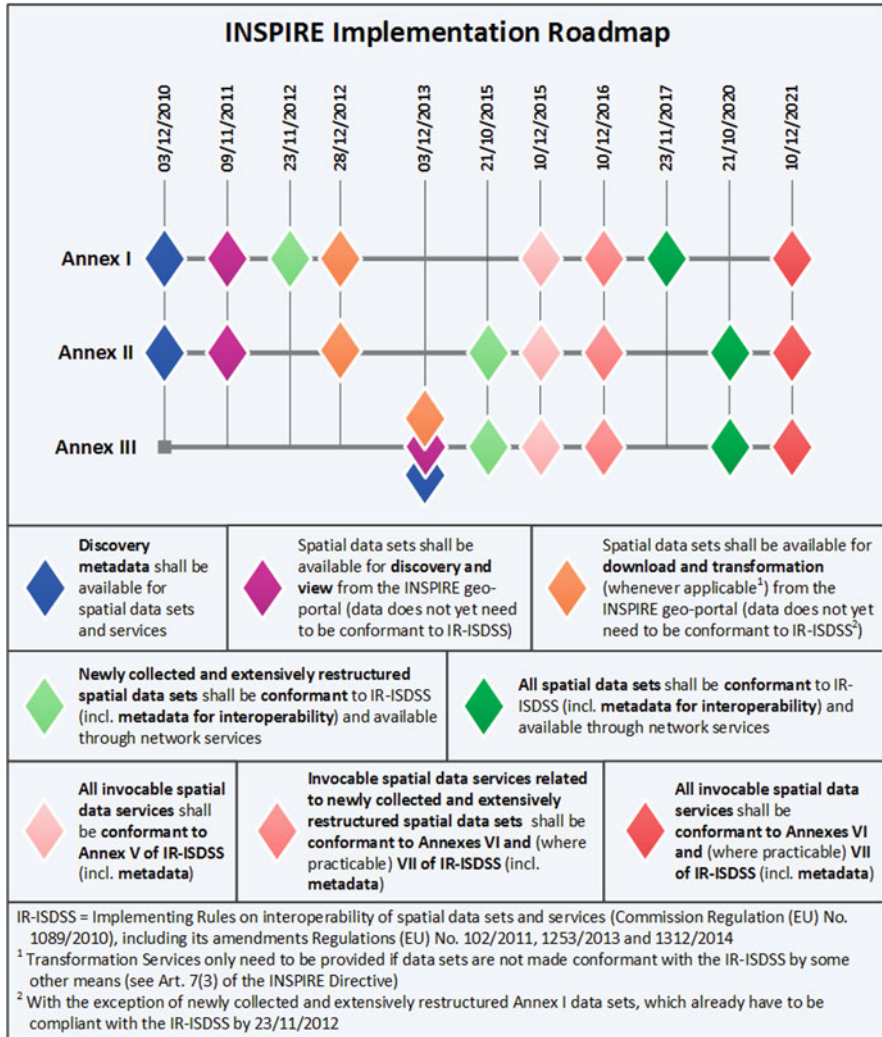 INSPIRE Implementation Roadmap
03/12/2010
09/11/2011
23/11/2012
28/12/2012
03/12/2013
21/10/2015
10/12/2015
10/12/2016
23/11/2017
21/10/2020
10/12/2021
Annex I
Annex II
Annex III
Discovery
metadata shall be
available for
spatial data sets
and services
Spatial data sets shall be
available for discovery and
view from the INSPIRE geo-
portal (data does not yet need
to be conformant to IR-ISDSS)
Spatial data sets shall be available for
download and transformation
(whenever applicable¹) from the
INSPIRE geo-portal (data does not yet
need to be conformant to IR-ISDSS²)
Newly collected and extensively restructured
spatial data sets shall be conformant to IR-ISDSS
(incl. metadata for interoperability) and available
through network services
All spatial data sets shall be conformant to IR-
ISDSS (incl. metadata for interoperability) and
available through network services
All invocable spatial
data services shall
be conformant to
Annex V of IR-ISDSS
(incl. metadata)
Invocable spatial data services related
to newly collected and extensively
restructured spatial data sets shall be
conformant to Annexes VI and (where
practicable) VII of IR-ISDSS (incl.
metadata)
All invocable spatial data
services shall be
conformant to Annexes VI
and (where practicable) VII
of IR-ISDSS (incl. metadata)
IR-ISDSS = Implementing Rules on interoperability of spatial data sets and services (Commission Regulation (EU) No.
1089/2010), including its amendments Regulations (EU) No. 102/2011, 1253/2013 and 1312/2014
¹ Transformation Services only need to be provided if data sets are not made conformant with the IR-ISDSS by some
other means (see Art. 7(3) of the INSPIRE Directive)
² With the exception of newly collected and extensively restructured Annex I data sets, which already have to be
compliant with the IR-ISDSS by 23/11/2012